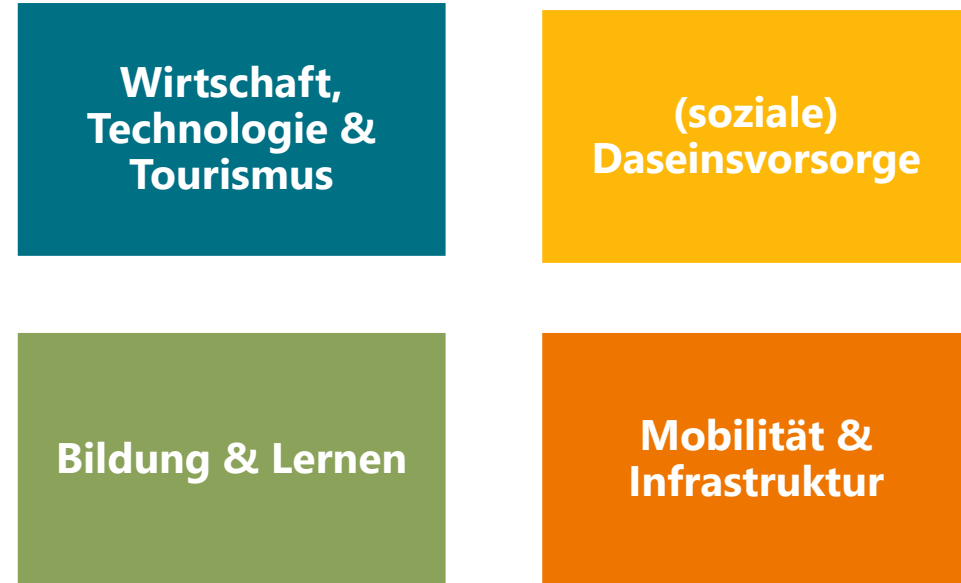 Wirtschaft,
Technologie &
Tourismus
(soziale)
Daseinsvorsorge
Bildung & Lernen
Mobilität &
Infrastruktur